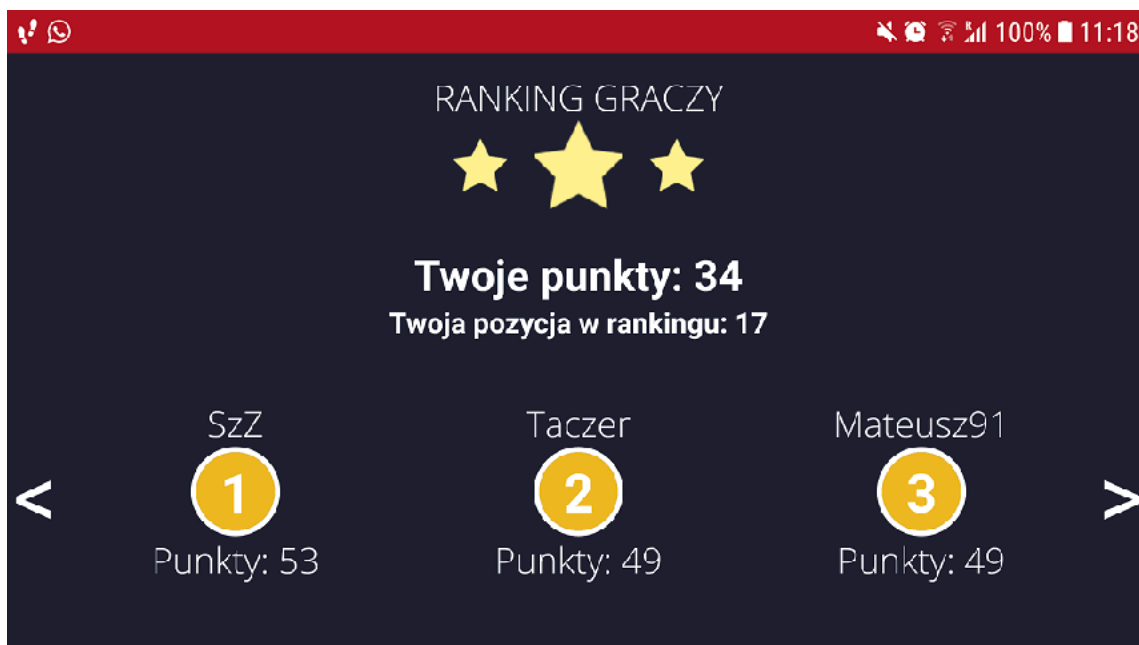 100% 11:18
RANKING GRACZY
Twoje punkty: 34
Twoja pozycja w rankingu: 17
SzZ Taczer Mateusz91
< 1 2 3 >
Punkty: 53 Punkty: 49 Punkty: 49